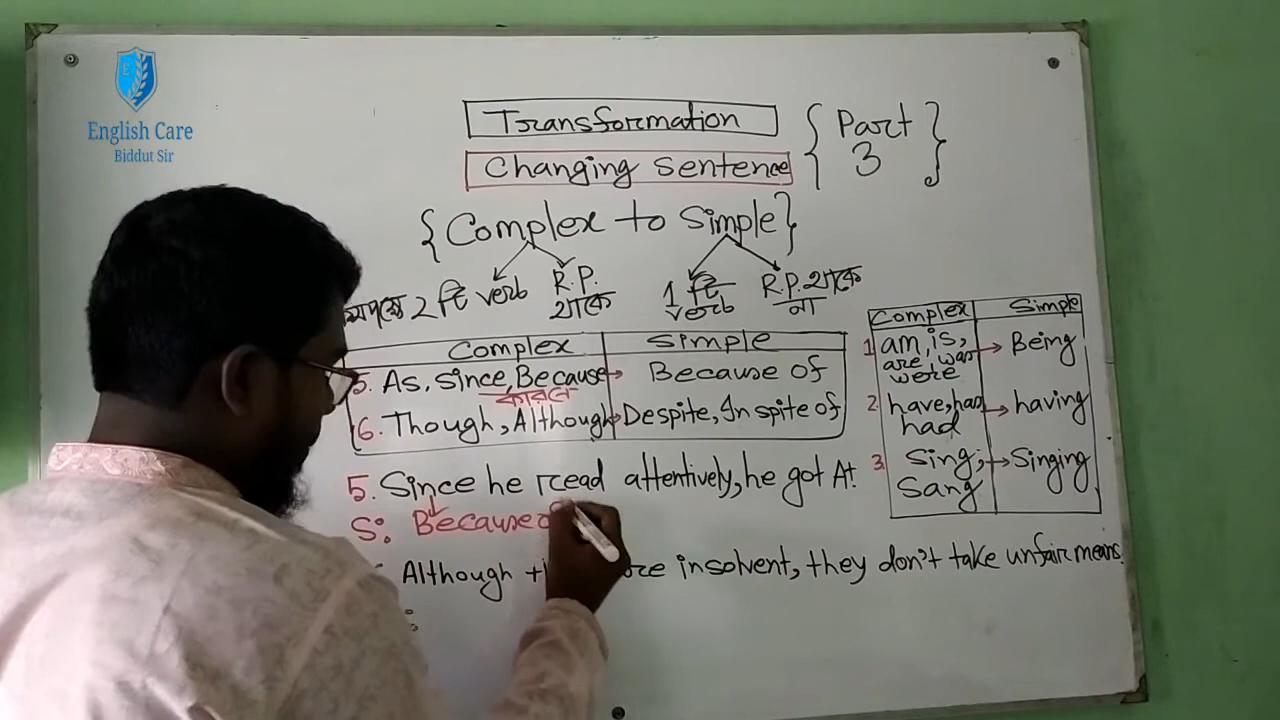 English Care
Biddut Sir
Transformation
Changing Sentence
{ Part 3 }
{Complex to Simple}
2 টি verb
R.P. থাকে
1 টি verb
R.P. থাকে না
Complex Simple
5. As, Since, Because → Because of
কারনে
6. Though, Although → Despite, In spite of
Complex Simple
1. am, is, are, was were → Being
2. have, has had → having
3. Sing, Sang → Singing
5. Since he read attentively, he got A+.
S: Because
Although insolvent, they don't take unfair means.